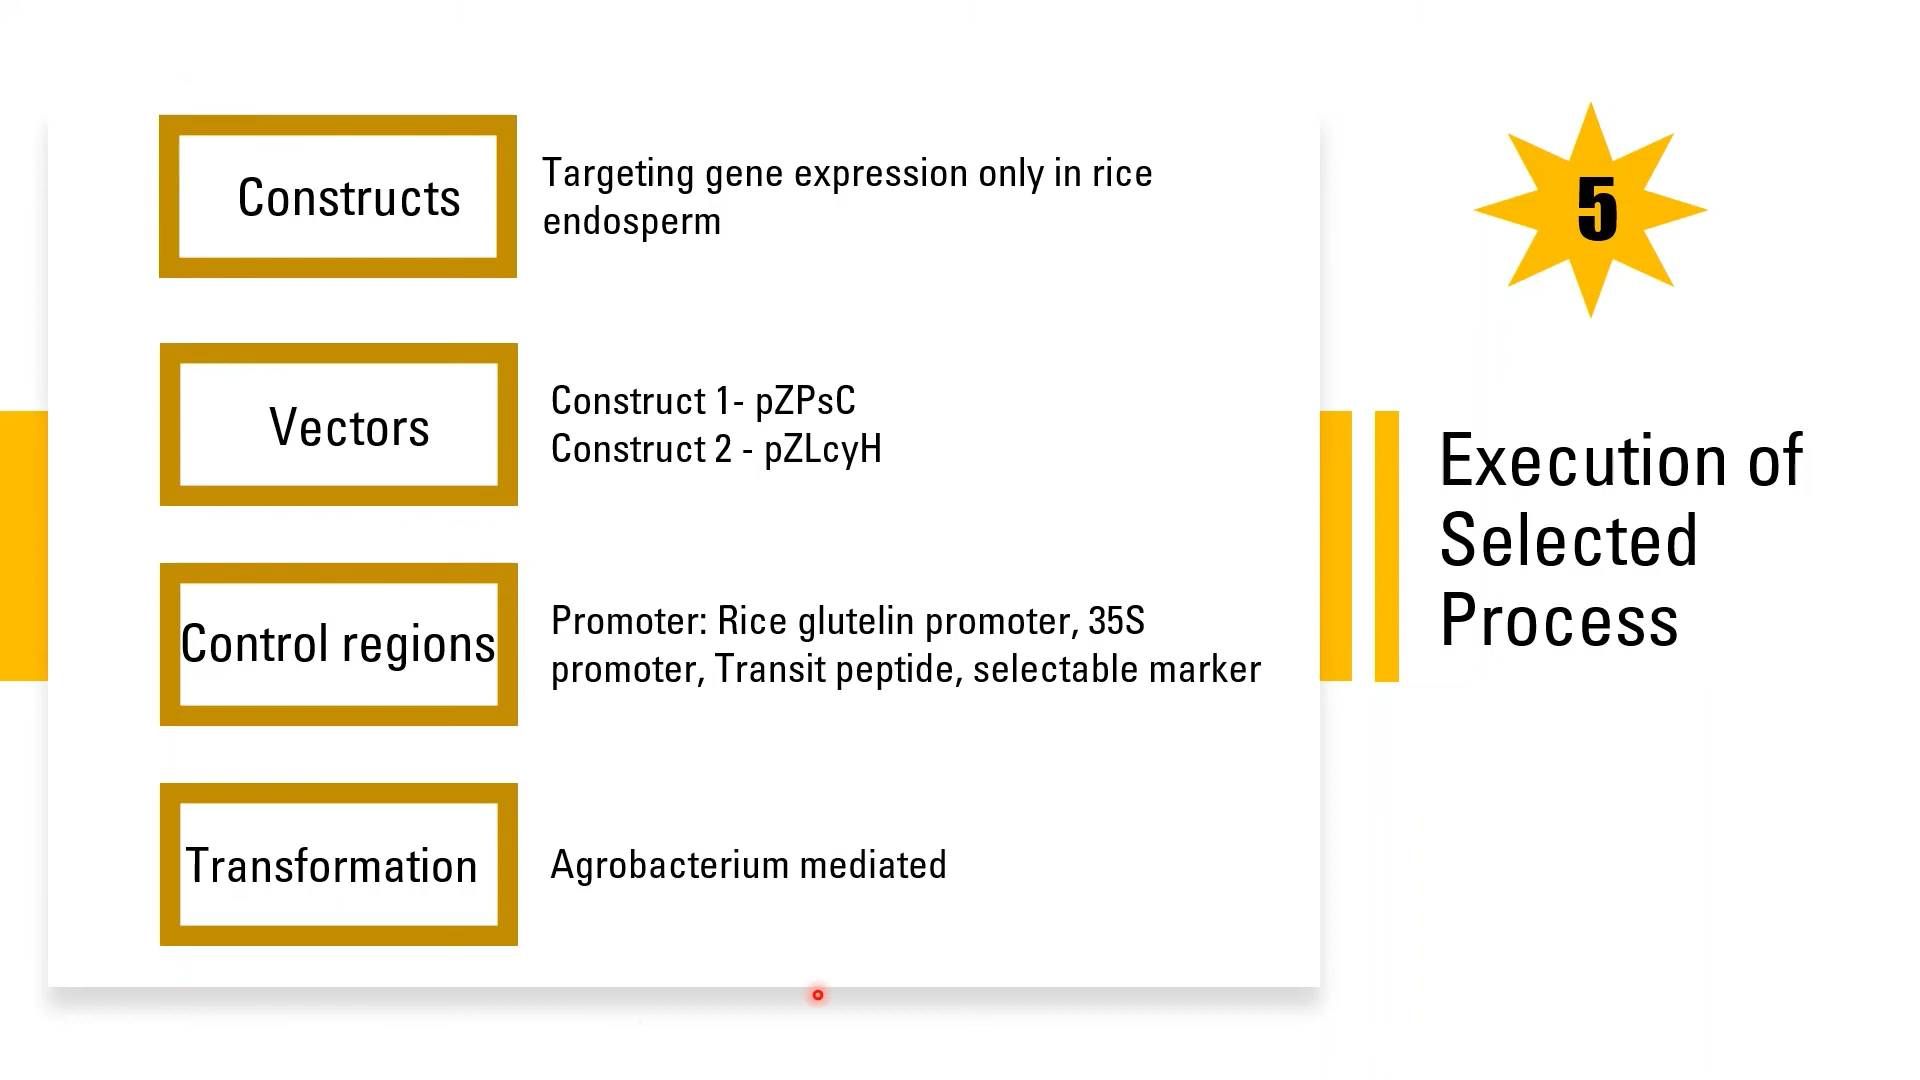 Constructs
Targeting gene expression only in rice
endosperm
Vectors
Construct 1- pZPsC
Construct 2 - pZLcyH
Control regions
Promoter: Rice glutelin promoter, 35S
promoter, Transit peptide, selectable marker
Transformation
Agrobacterium mediated
5
Execution of
Selected
Process